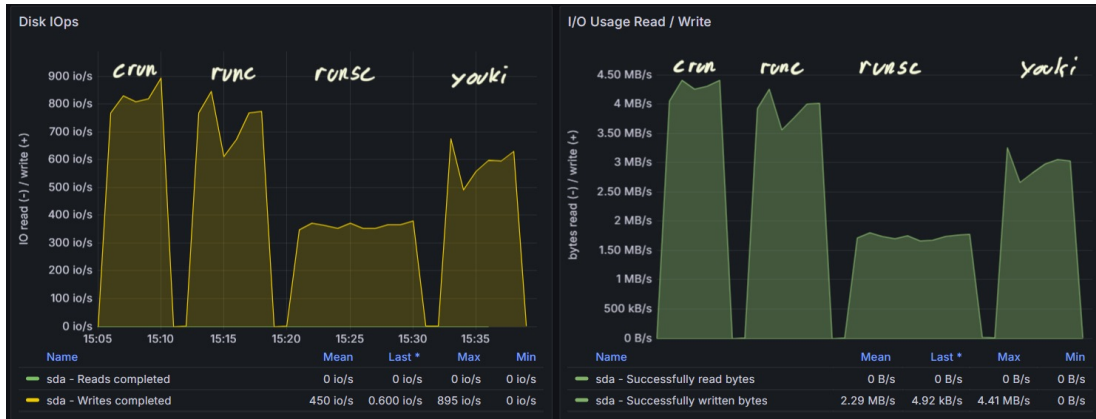 Disk IOps
crun runc runsc youki
900 io/s
800 io/s
700 io/s
600 io/s
500 io/s
400 io/s
300 io/s
200 io/s
100 io/s
0 io/s
IO read (-) / write (+)
15:05 15:10 15:15 15:20 15:25 15:30 15:35
Name Mean Last * Max Min
sda - Reads completed 0 io/s 0 io/s 0 io/s 0 io/s
sda - Writes completed 450 io/s 0.600 io/s 895 io/s 0 io/s
I/O Usage Read / Write
crun runc runsc youki
4.50 MB/s
4 MB/s
3.50 MB/s
3 MB/s
2.50 MB/s
2 MB/s
1.50 MB/s
1 MB/s
500 kB/s
0 B/s
bytes read (-) / write (+)
Name Mean Last * Max Min
sda - Successfully read bytes 0 B/s 0 B/s 0 B/s 0 B/s
sda - Successfully written bytes 2.29 MB/s 4.92 kB/s 4.41 MB/s 0 B/s